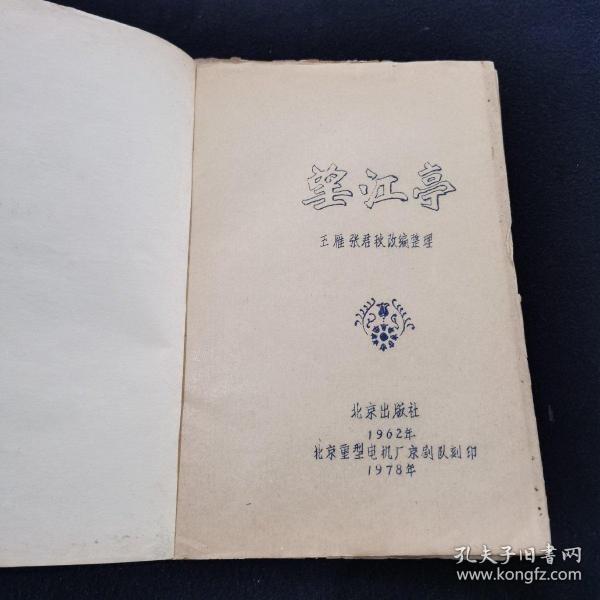 望江亭
王雁张君秋改编整理
北京出版社
1962年
北京重型电机厂京剧队刻印
1978年
孔夫子旧书网
www.kongfz.com